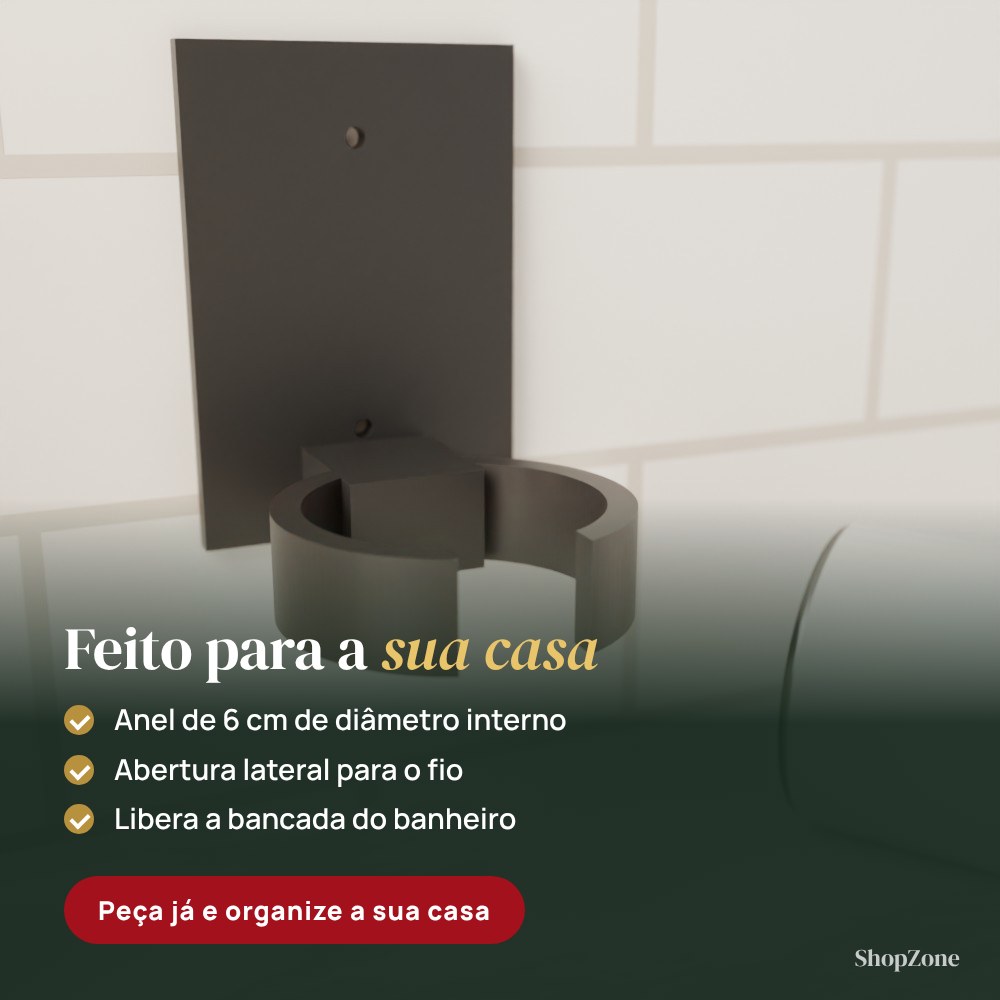 Feito para a sua casa
Anel de 6 cm de diâmetro interno
Abertura lateral para o fio
Libera a bancada do banheiro
Peça já e organize a sua casa
ShopZone